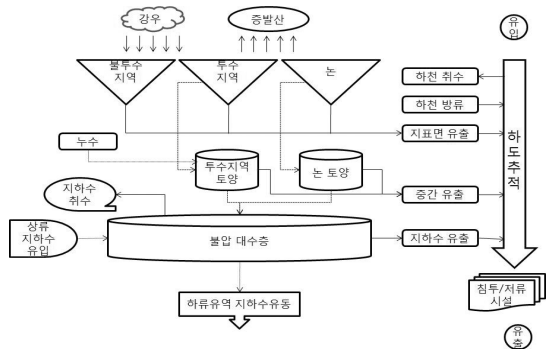 강우
증발산
유입
불투수
지역
투수
지역
논
하천 취수
하천 방류
지표면 유출
누수
투수지역
토양
논 토양
하도추적
지하수
취수
중간 유출
상류
지하수
유입
불압 대수층
지하수 유출
하류유역 지하수유동
침투/저류
시설
유출